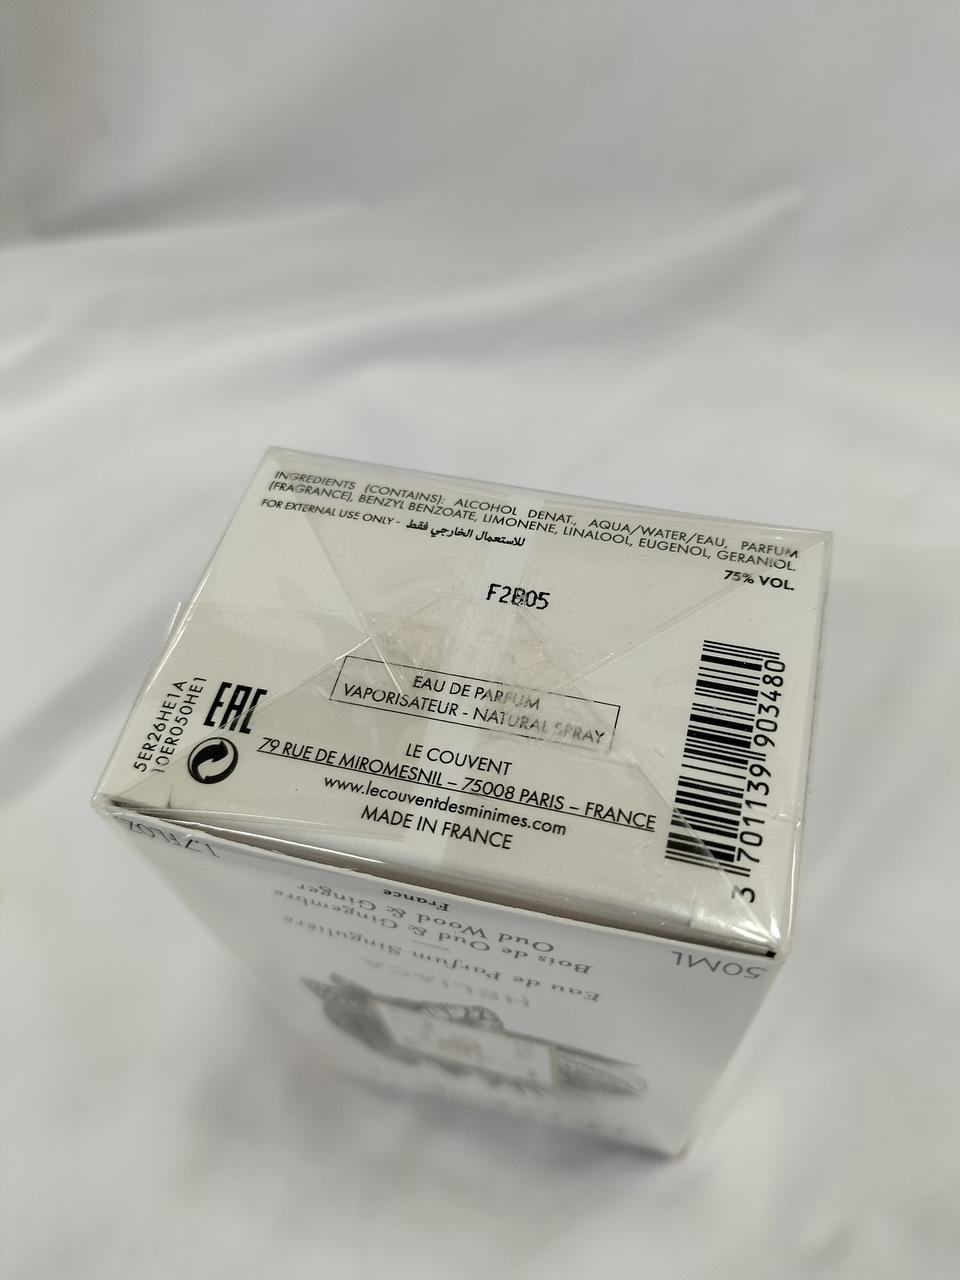 INGREDIENTS (CONTAINS): ALCOHOL DENAT., AQUA/WATER/EAU, PARFUM
(FRAGRANCE), BENZYL BENZOATE, LIMONENE, LINALOOL, EUGENOL, GERANIOL.
FOR EXTERNAL USE ONLY - للاستعمال الخارجي فقط
75% VOL.
F2B05
EAU DE PARFUM
VAPORISATEUR - NATURAL SPRAY
5ER26HE1A
10ER050HE1
EAC
LE COUVENT
79 RUE DE MIROMESNIL – 75008 PARIS – FRANCE
www.lecouventdesminimes.com
MADE IN FRANCE
3 701139 903480
50ML
1.7FL.OZ
France
Oud Wood & Ginger
Bois de Oud & Gingembre
Eau de Parfum Singulière
HELIACA